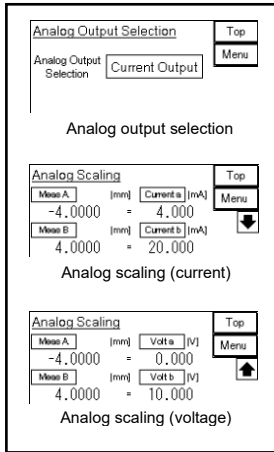 Analog Output Selection Top
Analog Output Selection Current Output Menu
Analog output selection
Analog Scaling Top
Meas A [mm] Current a [mA] Menu
-4.0000 = 4.000
Meas B [mm] Current b [mA]
4.0000 = 20.000
Analog scaling (current)
Analog Scaling Top
Meas A [mm] Volt a [V] Menu
-4.0000 = 0.000
Meas B [mm] Volt b [V]
4.0000 = 10.000
Analog scaling (voltage)